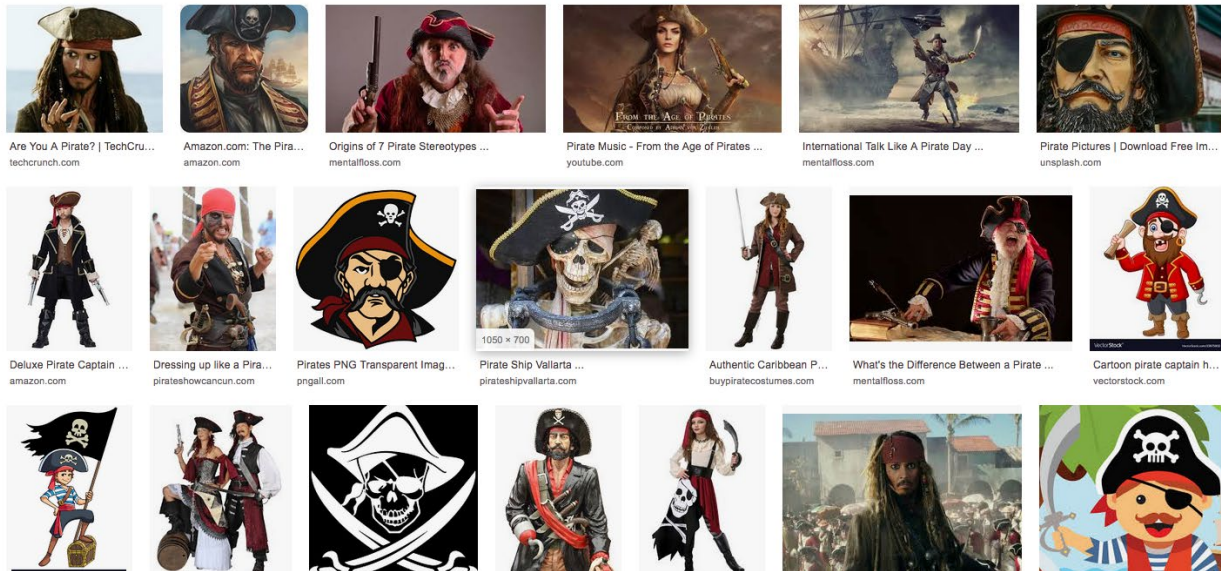 FROM THE AGE OF PIRATES
Are You A Pirate? | TechCru...
techcrunch.com
Amazon.com: The Pira...
amazon.com
Origins of 7 Pirate Stereotypes ...
mentalfloss.com
Pirate Music - From the Age of Pirates ...
youtube.com
International Talk Like A Pirate Day ...
mentalfloss.com
Pirate Pictures | Download Free Im...
unsplash.com
1050 × 700
VectorStock
Deluxe Pirate Captain ...
amazon.com
Dressing up like a Pira...
pirateshowcancun.com
Pirates PNG Transparent Imag...
pngall.com
Pirate Ship Vallarta ...
pirateshipvallarta.com
Authentic Caribbean P...
buypiratecostumes.com
What's the Difference Between a Pirate ...
mentalfloss.com
Cartoon pirate captain h...
vectorstock.com